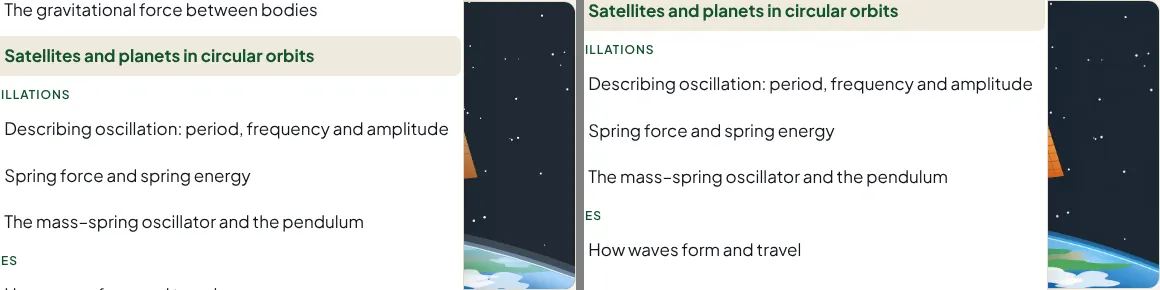 The gravitational force between bodies
Satellites and planets in circular orbits
ILLATIONS
Describing oscillation: period, frequency and amplitude
Spring force and spring energy
The mass–spring oscillator and the pendulum
ES
Satellites and planets in circular orbits
ILLATIONS
Describing oscillation: period, frequency and amplitude
Spring force and spring energy
The mass–spring oscillator and the pendulum
ES
How waves form and travel